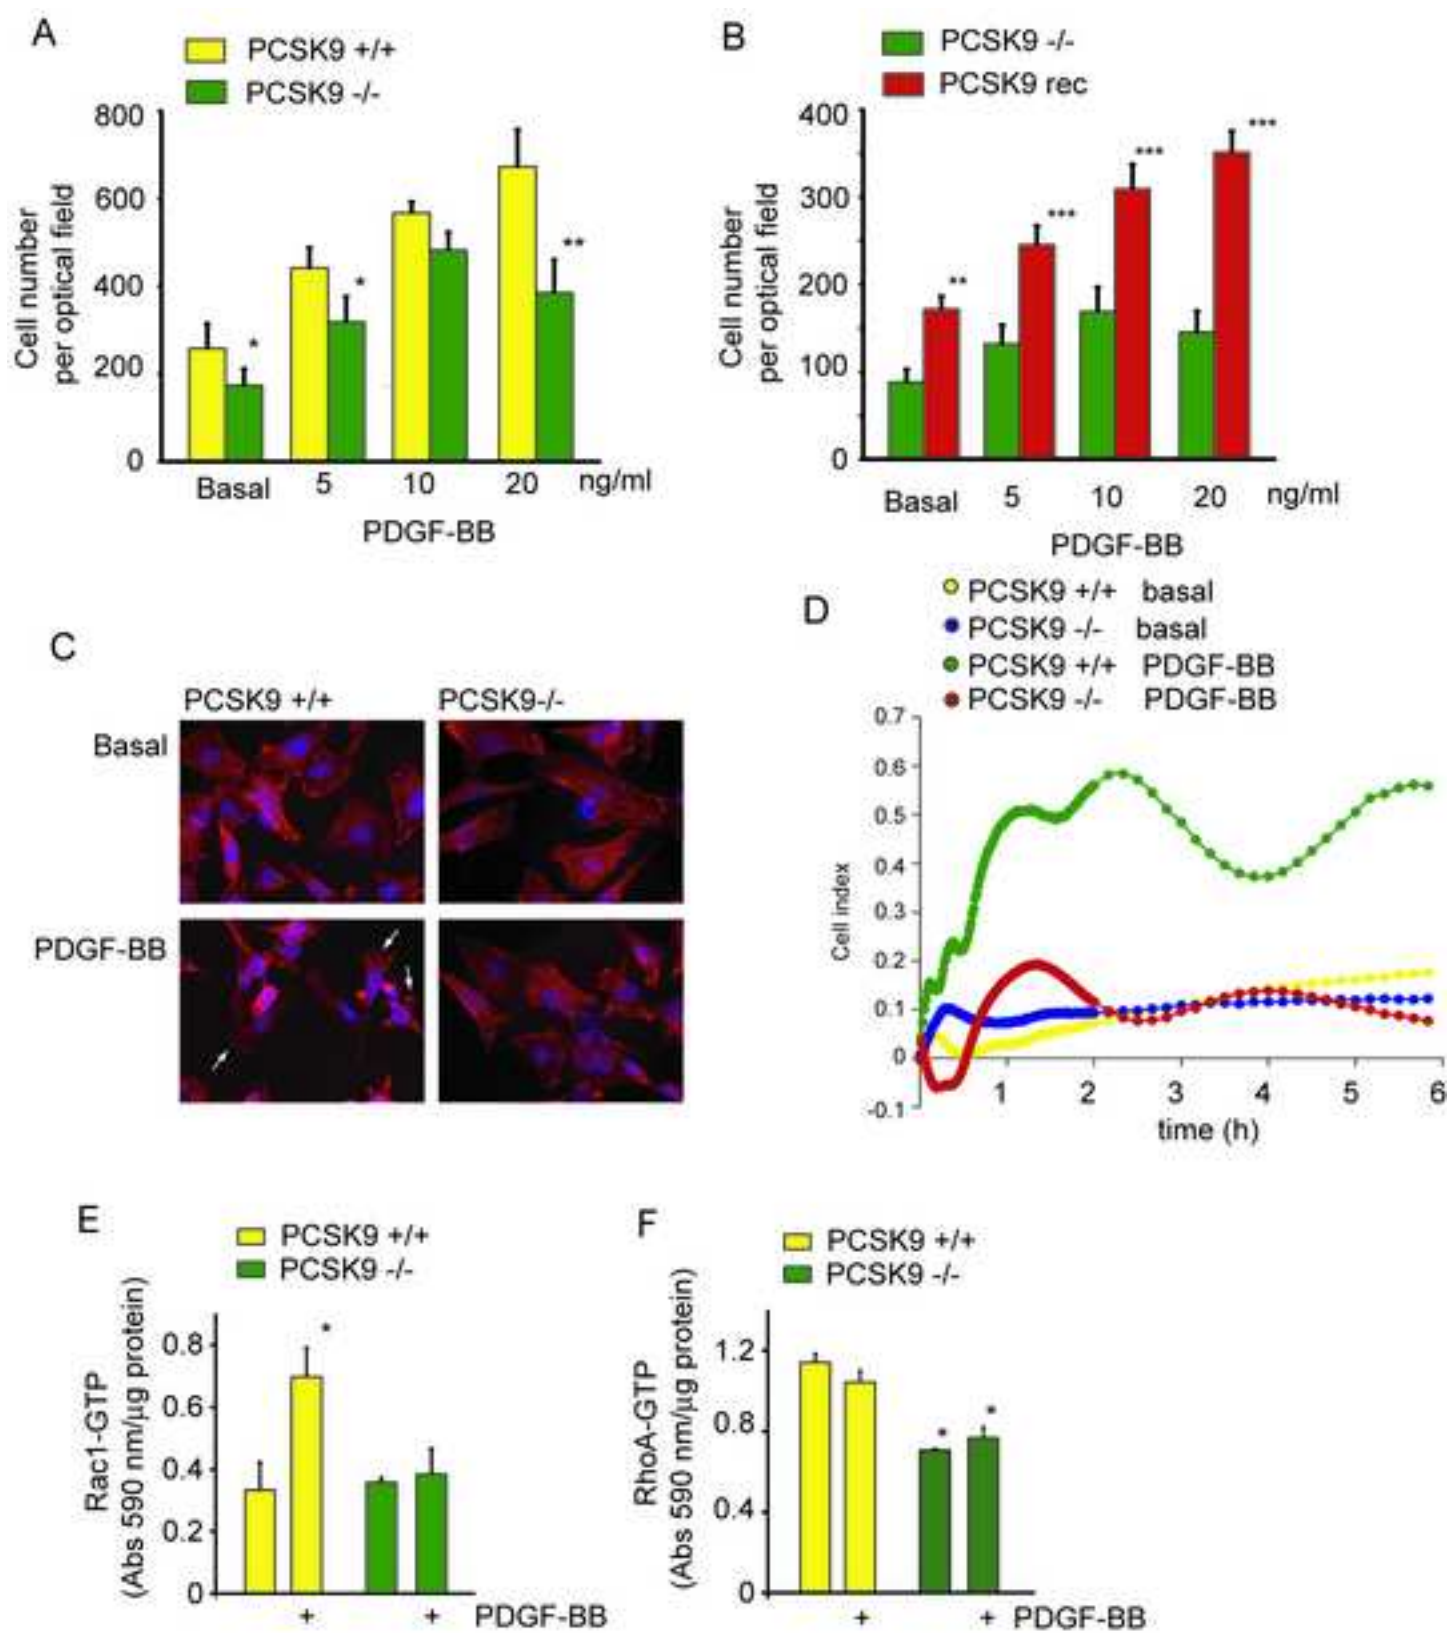 A
PCSK9 +/+
PCSK9 -/-
800
600
400
200
0
Cell number
per optical field
*
*
**
Basal 5 10 20 ng/ml
PDGF-BB
B
PCSK9 -/-
PCSK9 rec
400
300
200
100
0
Cell number
per optical field
**
***
***
***
Basal 5 10 20 ng/ml
PDGF-BB
C
PCSK9 +/+ PCSK9-/-
Basal
PDGF-BB
D
PCSK9 +/+ basal
PCSK9 -/- basal
PCSK9 +/+ PDGF-BB
PCSK9 -/- PDGF-BB
0.7
0.6
0.5
0.4
0.3
0.2
0.1
0
-0.1
Cell index
1 2 3 4 5 6
time (h)
E
PCSK9 +/+
PCSK9 -/-
Rac1-GTP
(Abs 590 nm/µg protein)
0.8
0.6
0.4
0.2
0
*
+ + PDGF-BB
F
PCSK9 +/+
PCSK9 -/-
RhoA-GTP
(Abs 590 nm/µg protein)
1.2
0.8
0.4
0
*
*
+ + PDGF-BB